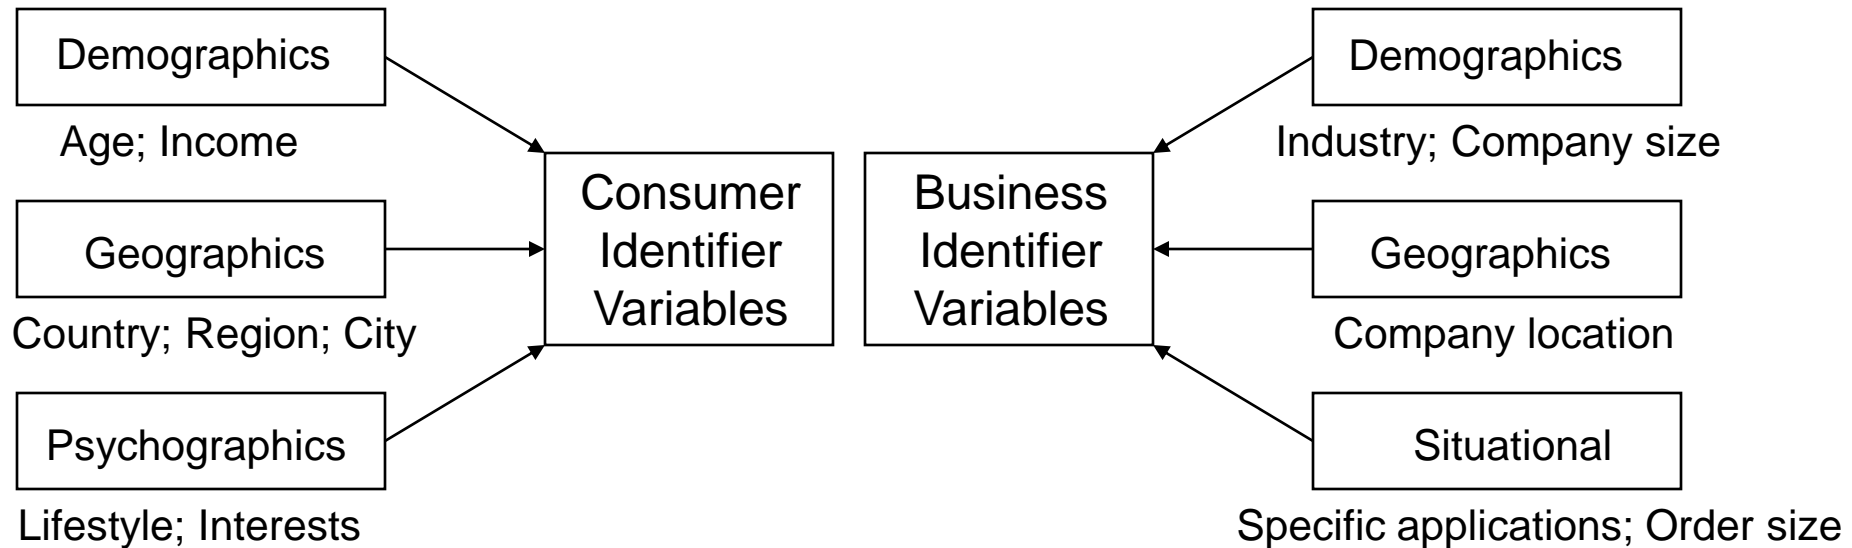 Demographics
Age; Income
Geographics
Country; Region; City
Psychographics
Lifestyle; Interests
Consumer
Identifier
Variables
Business
Identifier
Variables
Demographics
Industry; Company size
Geographics
Company location
Situational
Specific applications; Order size